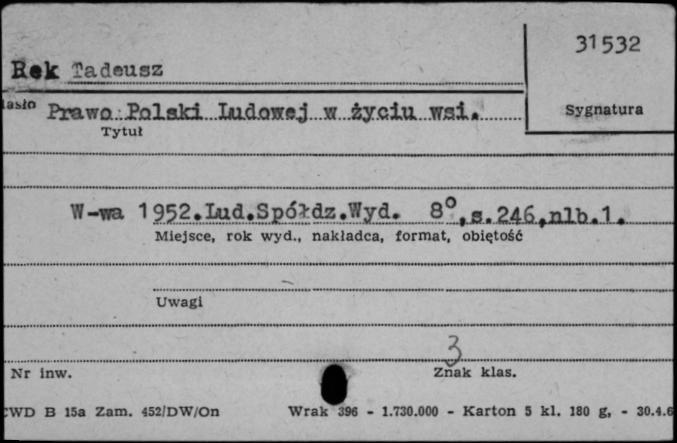 31532
Rek Tadeusz
Prawo Polski Ludowej w życiu wsi.
Sygnatura
Tytuł
W-wa 1952.Lud.Spółdz.Wyd. 8°,s.246,nlb.1.
Miejsce, rok wyd., nakładca, format, objętość
Uwagi
3
Nr inw. Znak klas.
CWD B 15a Zam. 452/DW/On Wrak 396 - 1.730.000 - Karton 5 kl. 180 g, - 30.4.6